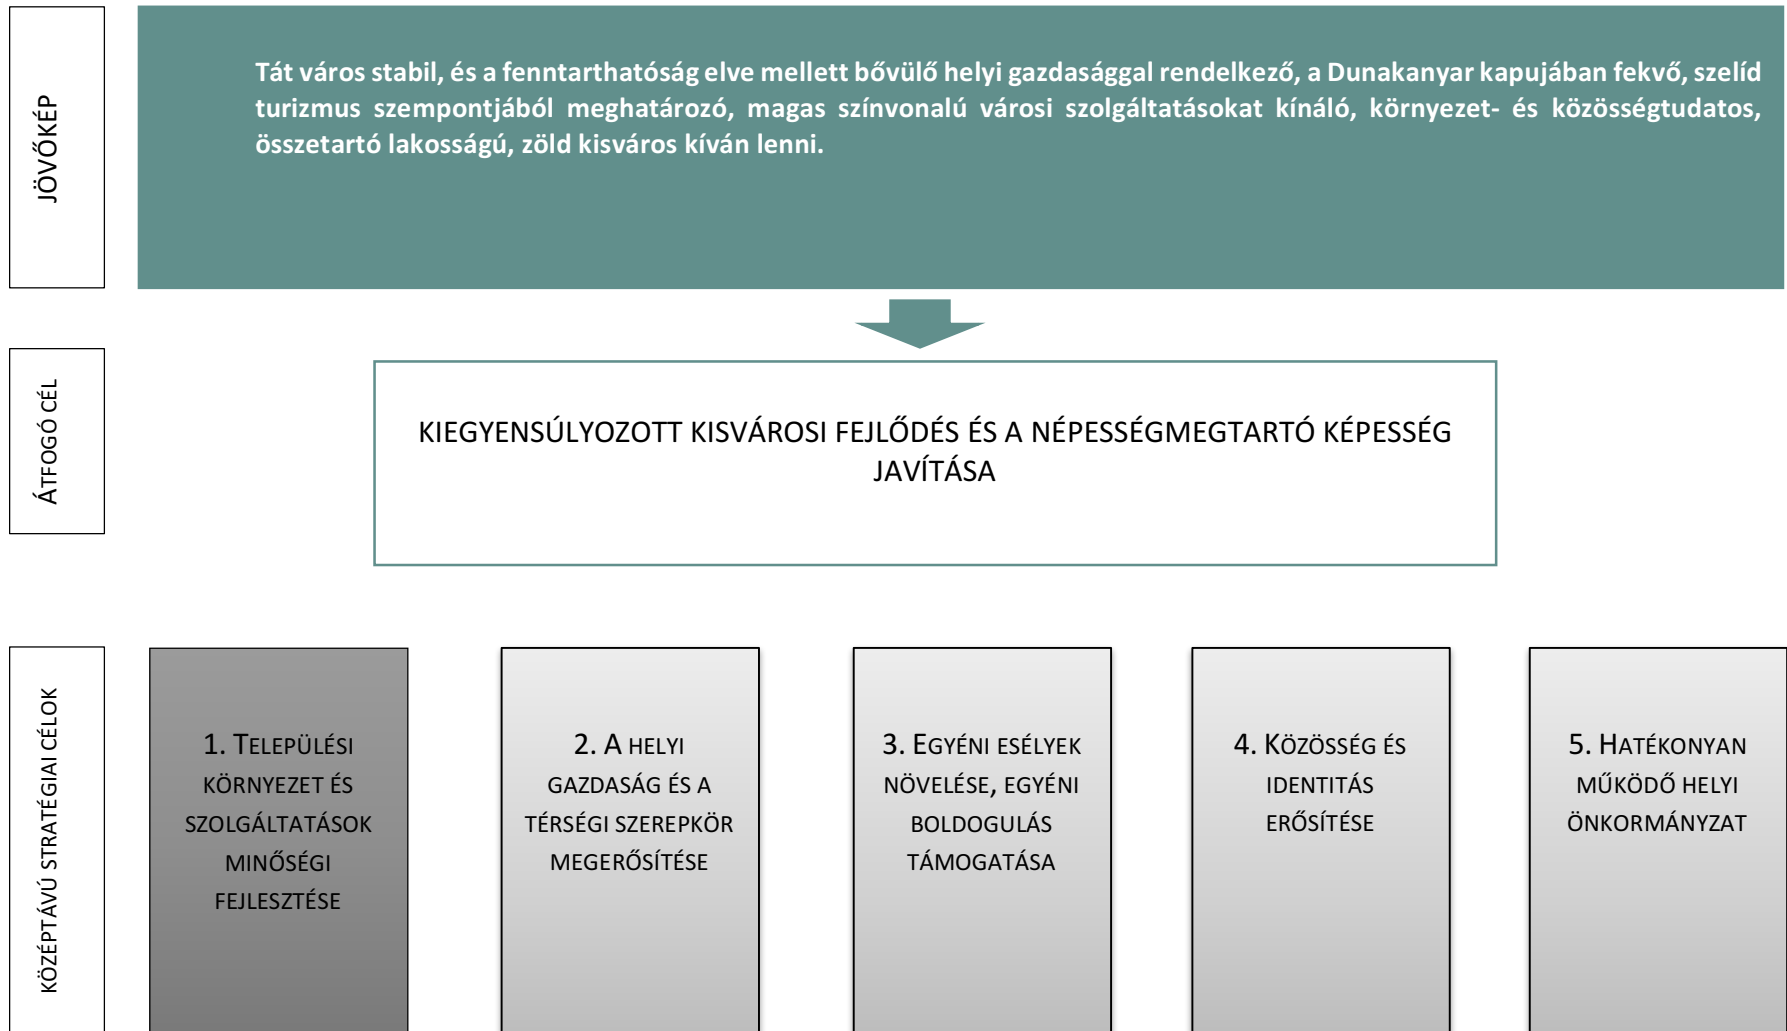 JÖVŐKÉP
Tát város stabil, és a fenntarthatóság elve mellett bővülő helyi gazdasággal rendelkező, a Dunakanyar kapujában fekvő, szelíd
turizmus szempontjából meghatározó, magas színvonalú városi szolgáltatásokat kínáló, környezet- és közösségtudatos,
összetartó lakosságú, zöld kisváros kíván lenni.
ÁTFOGÓ CÉL
KIEGYENSÚLYOZOTT KISVÁROSI FEJLŐDÉS ÉS A NÉPESSÉGMEGTARTÓ KÉPESSÉG
JAVÍTÁSA
KÖZÉPTÁVÚ STRATÉGIAI CÉLOK
1. TELEPÜLÉSI
KÖRNYEZET ÉS
SZOLGÁLTATÁSOK
MINŐSÉGI
FEJLESZTÉSE
2. A HELYI
GAZDASÁG ÉS A
TÉRSÉGI SZEREPKÖR
MEGERŐSÍTÉSE
3. EGYÉNI ESÉLYEK
NÖVELÉSE, EGYÉNI
BOLDOGULÁS
TÁMOGATÁSA
4. KÖZÖSSÉG ÉS
IDENTITÁS
ERŐSÍTÉSE
5. HATÉKONYAN
MŰKÖDŐ HELYI
ÖNKORMÁNYZAT